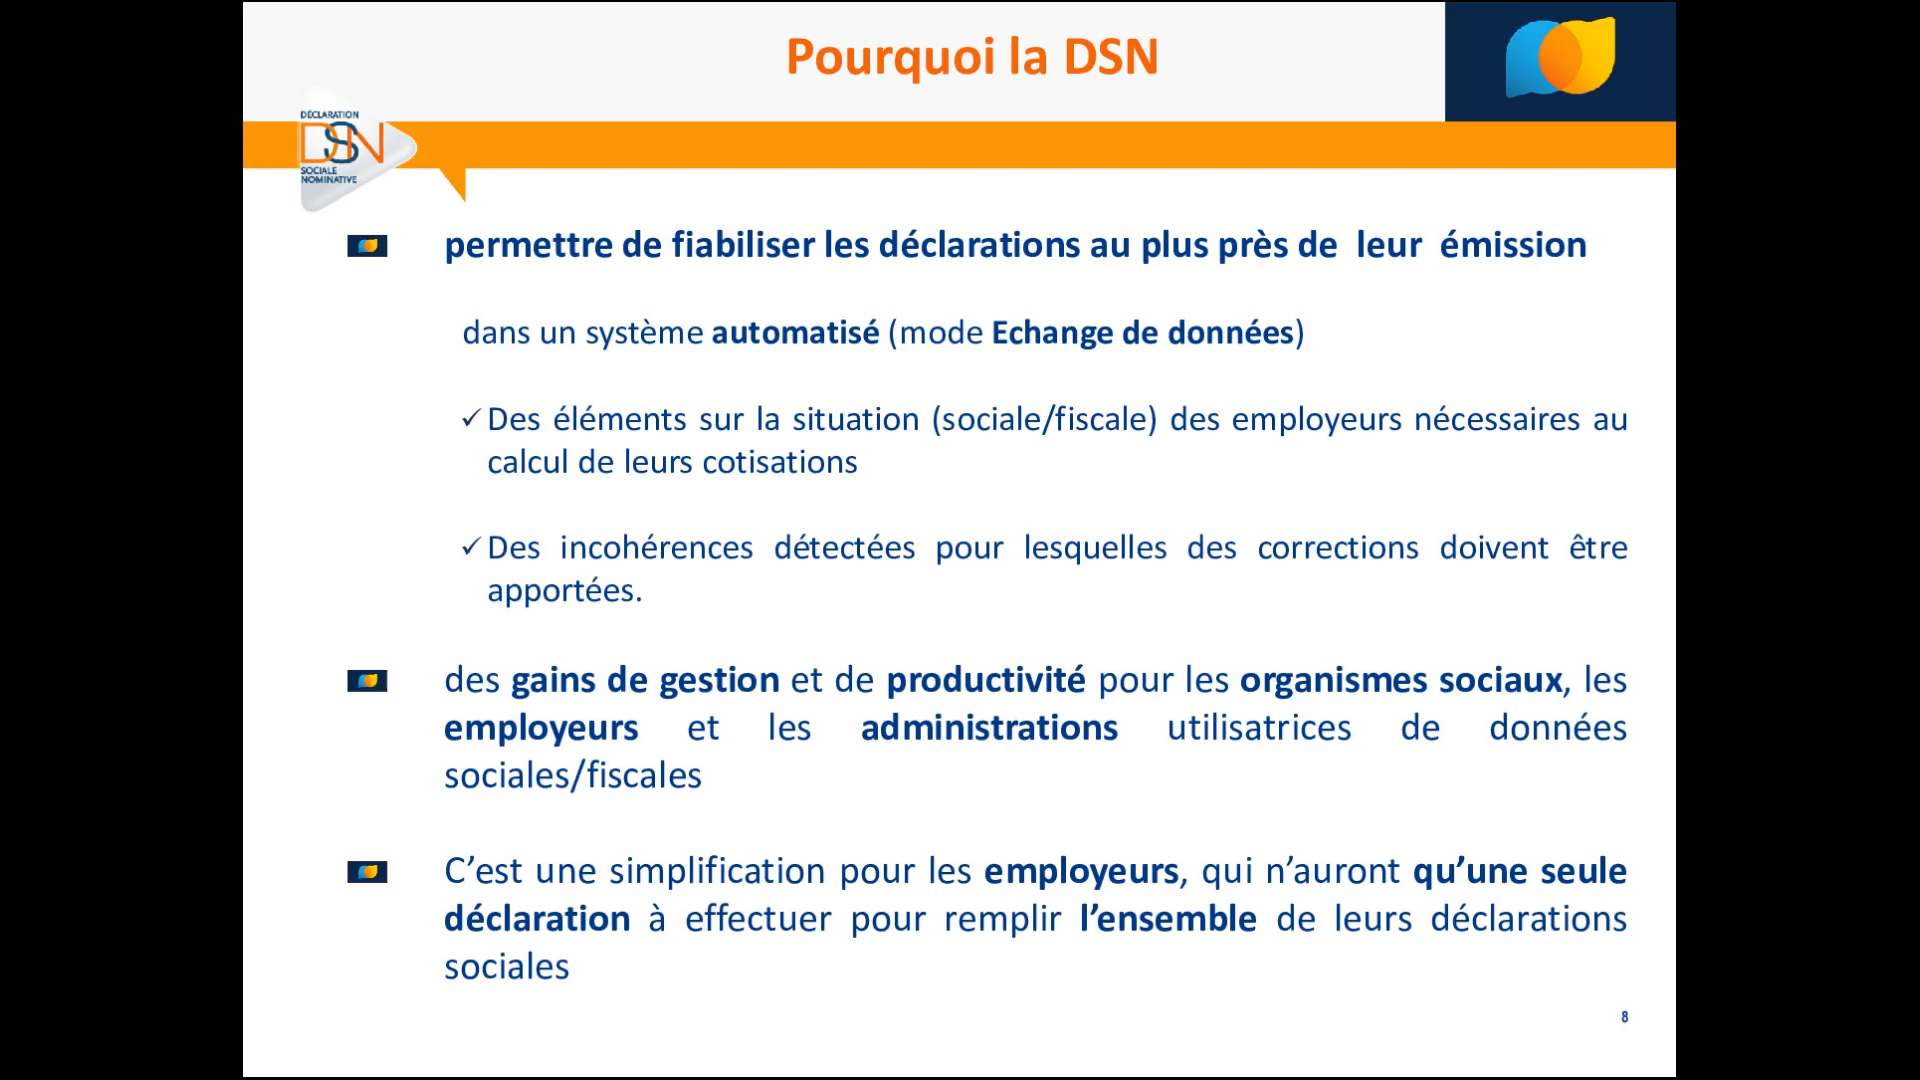 Pourquoi la DSN
DÉCLARATION
DSN
SOCIALE
NOMINATIVE
permettre de fiabiliser les déclarations au plus près de leur émission
dans un système automatisé (mode Echange de données)
✓ Des éléments sur la situation (sociale/fiscale) des employeurs nécessaires au
calcul de leurs cotisations
✓ Des incohérences détectées pour lesquelles des corrections doivent être
apportées.
des gains de gestion et de productivité pour les organismes sociaux, les
employeurs et les administrations utilisatrices de données
sociales/fiscales
C’est une simplification pour les employeurs, qui n’auront qu’une seule
déclaration à effectuer pour remplir l’ensemble de leurs déclarations
sociales
8